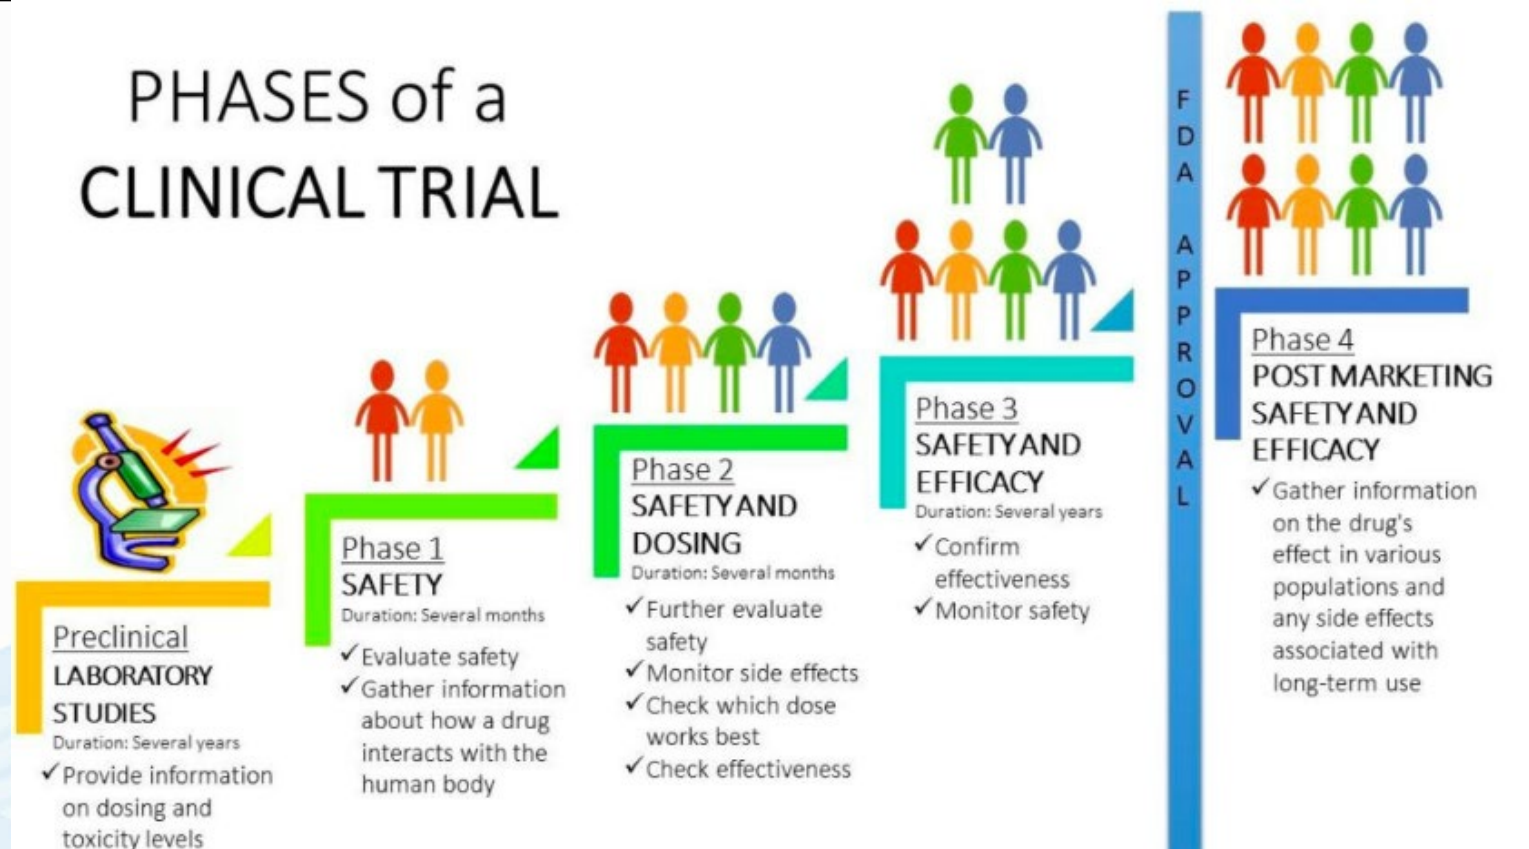 PHASES of a
CLINICAL TRIAL
Preclinical
LABORATORY
STUDIES
Duration: Several years
✓Provide information
on dosing and
toxicity levels
Phase 1
SAFETY
Duration: Several months
✓Evaluate safety
✓Gather information
about how a drug
interacts with the
human body
Phase 2
SAFETY AND
DOSING
Duration: Several months
✓Further evaluate
safety
✓Monitor side effects
✓Check which dose
works best
✓Check effectiveness
Phase 3
SAFETY AND
EFFICACY
Duration: Several years
✓Confirm
effectiveness
✓Monitor safety
FDA APPROVAL
Phase 4
POST MARKETING
SAFETY AND
EFFICACY
✓Gather information
on the drug's
effect in various
populations and
any side effects
associated with
long-term use